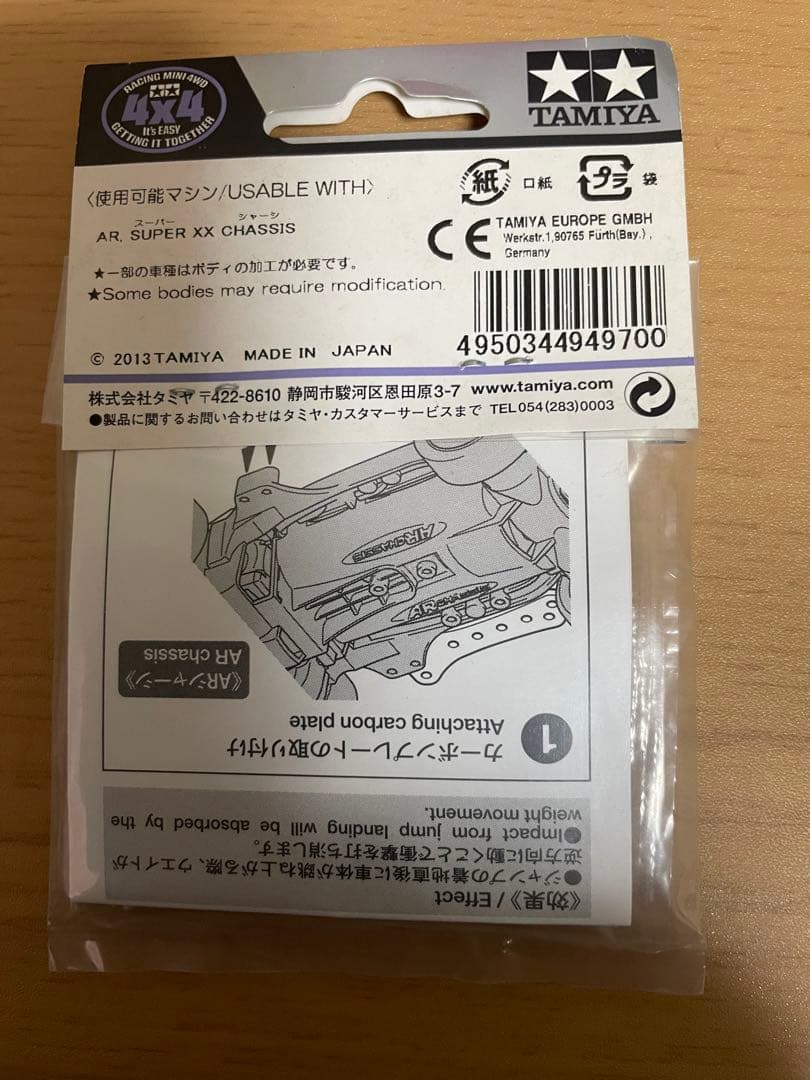 RACING MINI4WD
4x4
It's EASY
GETTING IT TOGETHER
TAMIYA
〈使用可能マシン/USABLE WITH〉
スーパー シャーシ
AR, SUPER XX CHASSIS
★一部の車種はボディの加工が必要です。
★Some bodies may require modification.
© 2013 TAMIYA MADE IN JAPAN
紙 口紙
プラ 袋
CE TAMIYA EUROPE GMBH
Werkstr.1,90765 Fürth(Bay.),
Germany
4950344949700
株式会社タミヤ 〒422-8610 静岡市駿河区恩田原3-7 www.tamiya.com
●製品に関するお問い合わせはタミヤ・カスタマーサービスまで TEL054(283)0003
《効果》/ Effect
●ジャンプの着地直後に車体が跳ね上がる際、ウエイトが
逆方向に動くことで衝撃を打ち消します。
●Impact from jump landing will be absorbed by the
weight movement.
1 カーボンプレートの取り付け
Attaching carbon plate
《ARシャーシ》
AR chassis
AR CHASSIS
AR CHASSIS